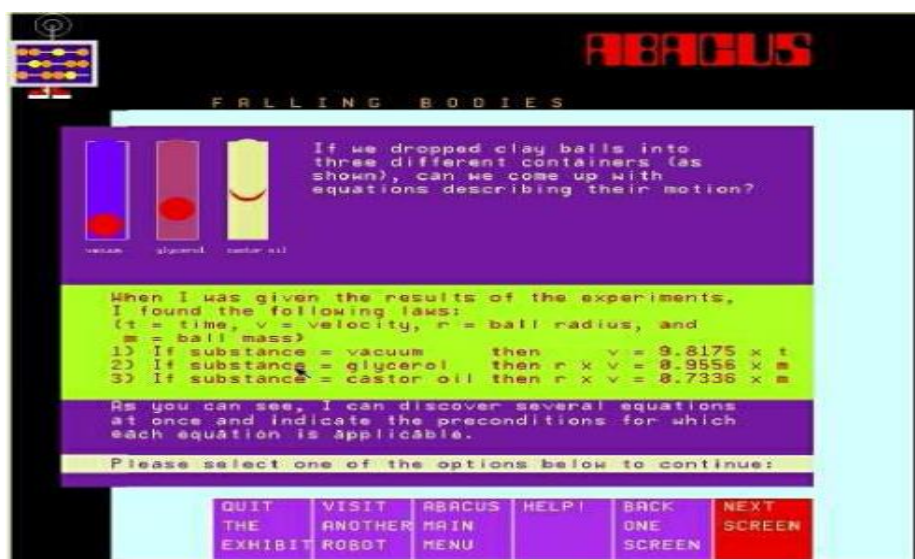 ABACUS
FALLING BODIES
If we dropped clay balls into
three different containers (as
shown), can we come up with
equations describing their motion?
vacuum glycerol castor oil
When I was given the results of the experiments,
I found the following laws:
(t = time, v = velocity, r = ball radius, and
m = ball mass)
1) If substance = vacuum then v = 9.8175 x t
2) If substance = glycerol then r x v = 0.9556 x m
3) If substance = castor oil then r x v = 0.7336 x m
As you can see, I can discover several equations
at once and indicate the preconditions for which
each equation is applicable.
Please select one of the options below to continue:
QUIT THE EXHIBIT
VISIT ANOTHER ROBOT
ABACUS MAIN MENU
HELP!
BACK ONE SCREEN
NEXT SCREEN